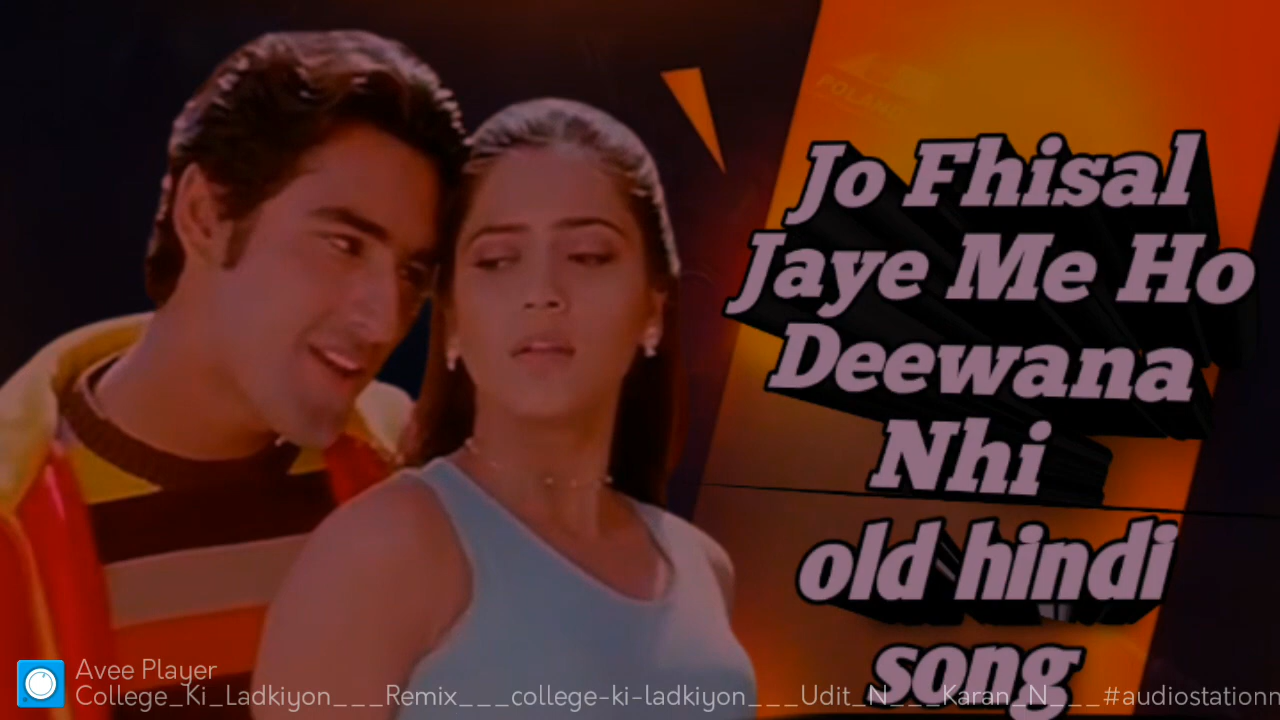 Jo Fhisal
Jaye Me Ho
Deewana
Nhi
old hindi
song
Avee Player
College_Ki_Ladkiyon___Remix___college-ki-ladkiyon___Udit_N___Karan_N___#audiostationn